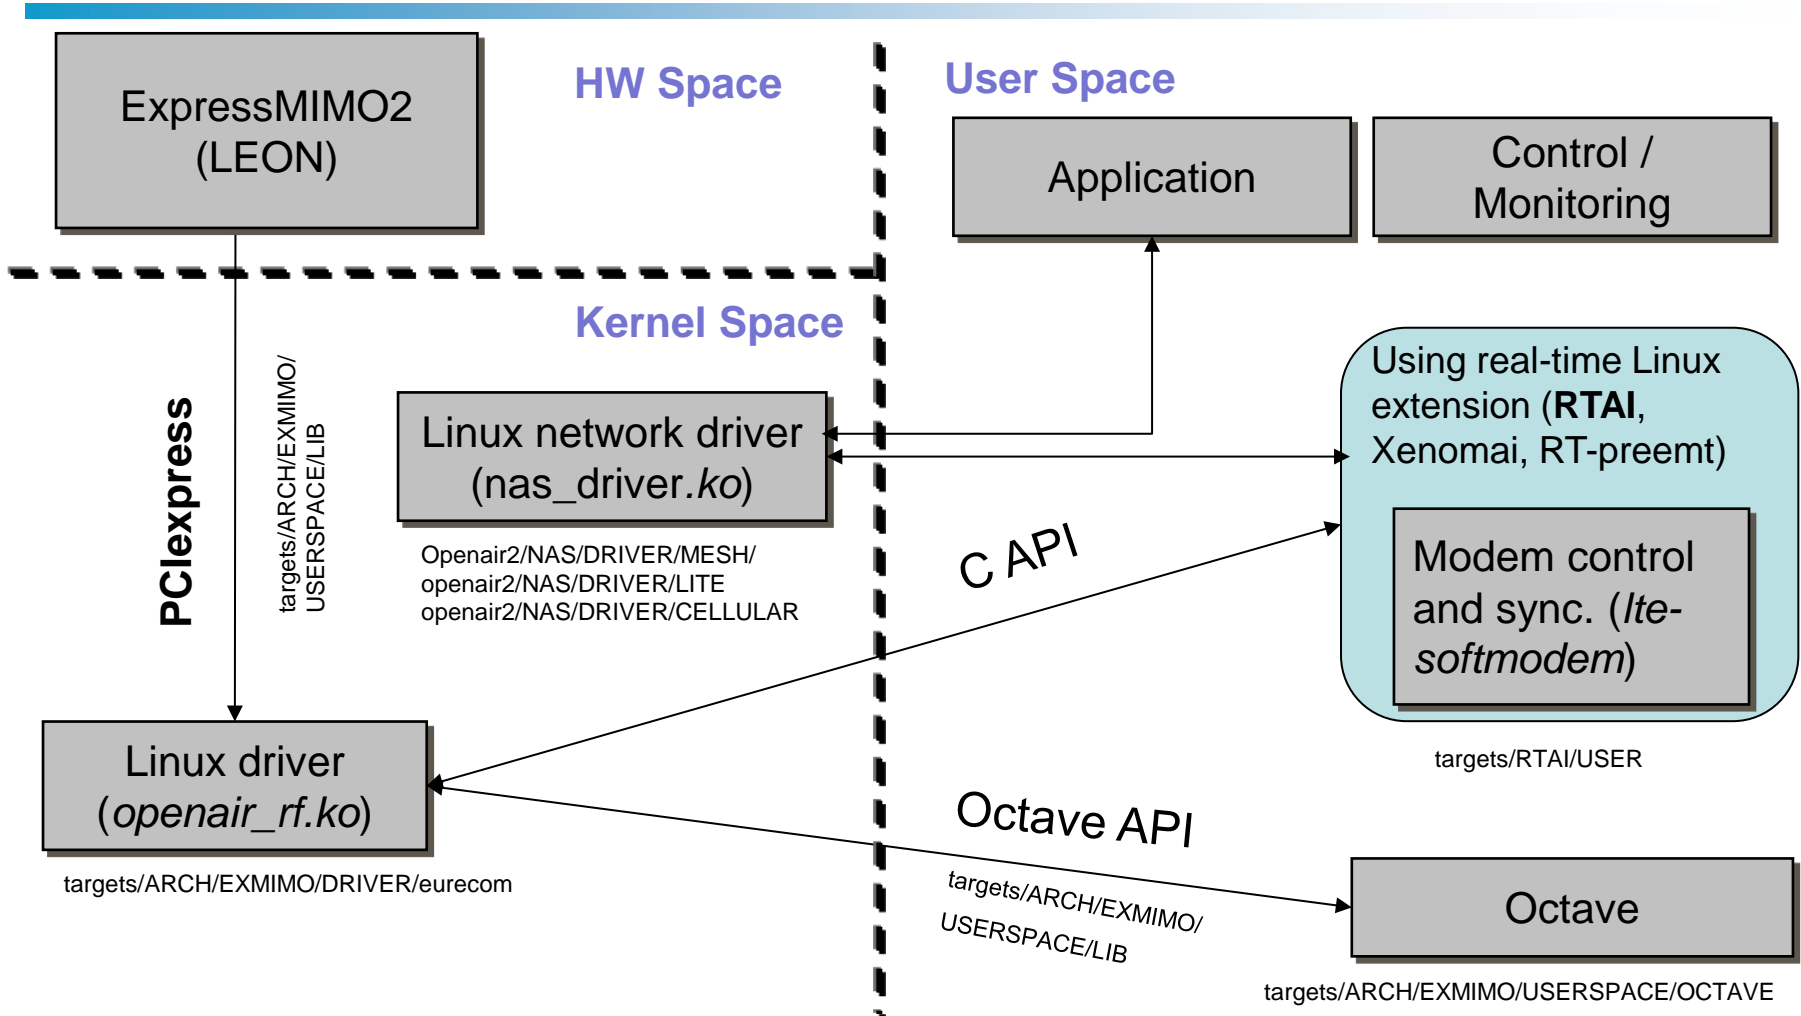 HW Space
User Space
ExpressMIMO2
(LEON)
Application
Control /
Monitoring
Kernel Space
PCIexpress
targets/ARCH/EXMIMO/
USERSPACE/LIB
Linux network driver
(nas_driver.ko)
Openair2/NAS/DRIVER/MESH/
openair2/NAS/DRIVER/LITE
openair2/NAS/DRIVER/CELLULAR
Using real-time Linux
extension (RTAI,
Xenomai, RT-preemt)
Modem control
and sync. (lte-
softmodem)
targets/RTAI/USER
C API
Linux driver
(openair_rf.ko)
targets/ARCH/EXMIMO/DRIVER/eurecom
Octave API
targets/ARCH/EXMIMO/
USERSPACE/LIB
Octave
targets/ARCH/EXMIMO/USERSPACE/OCTAVE